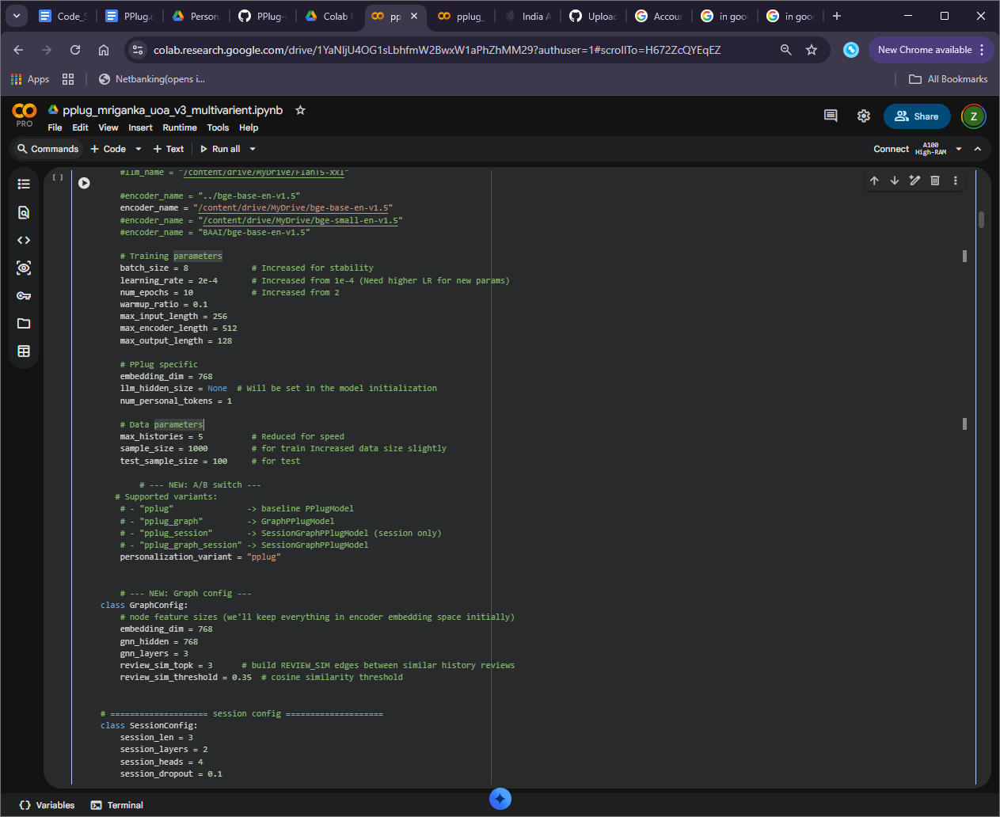 Code_S
PPlug.c
Person
PPlug-
Colab
pp
pplug_
India A
Upload
Accour
in goo
in goo
colab.research.google.com/drive/1YaNIjU4OG1sLbhfmW2BwxW1aPhZhMM29?authuser=1#scrollTo=H672ZcQYEqEZ
New Chrome available
Apps
Netbanking(opens i...
All Bookmarks
CO
PRO
pplug_mriganka_uoa_v3_multivarient.ipynb
File Edit View Insert Runtime Tools Help
Share
Z
Commands + Code + Text Run all
Connect A100 High-RAM
[ ]
#llm_name = "/content/drive/MyDrive/FlanT5-xxl"
#encoder_name = "../bge-base-en-v1.5"
encoder_name = "/content/drive/MyDrive/bge-base-en-v1.5"
#encoder_name = "/content/drive/MyDrive/bge-small-en-v1.5"
#encoder_name = "BAAI/bge-base-en-v1.5"
# Training parameters
batch_size = 8 # Increased for stability
learning_rate = 2e-4 # Increased from 1e-4 (Need higher LR for new params)
num_epochs = 10 # Increased from 2
warmup_ratio = 0.1
max_input_length = 256
max_encoder_length = 512
max_output_length = 128
# PPlug specific
embedding_dim = 768
llm_hidden_size = None # Will be set in the model initialization
num_personal_tokens = 1
# Data parameters
max_histories = 5 # Reduced for speed
sample_size = 1000 # for train Increased data size slightly
test_sample_size = 100 # for test
# --- NEW: A/B switch ---
# Supported variants:
# - "pplug" -> baseline PPlugModel
# - "pplug_graph" -> GraphPPlugModel
# - "pplug_session" -> SessionGraphPPlugModel (session only)
# - "pplug_graph_session" -> SessionGraphPPlugModel
personalization_variant = "pplug"
# --- NEW: Graph config ---
class GraphConfig:
# node feature sizes (we'll keep everything in encoder embedding space initially)
embedding_dim = 768
gnn_hidden = 768
gnn_layers = 3
review_sim_topk = 3 # build REVIEW_SIM edges between similar history reviews
review_sim_threshold = 0.35 # cosine similarity threshold
# ==================== session config ====================
class SessionConfig:
session_len = 3
session_layers = 2
session_heads = 4
session_dropout = 0.1
Variables
Terminal